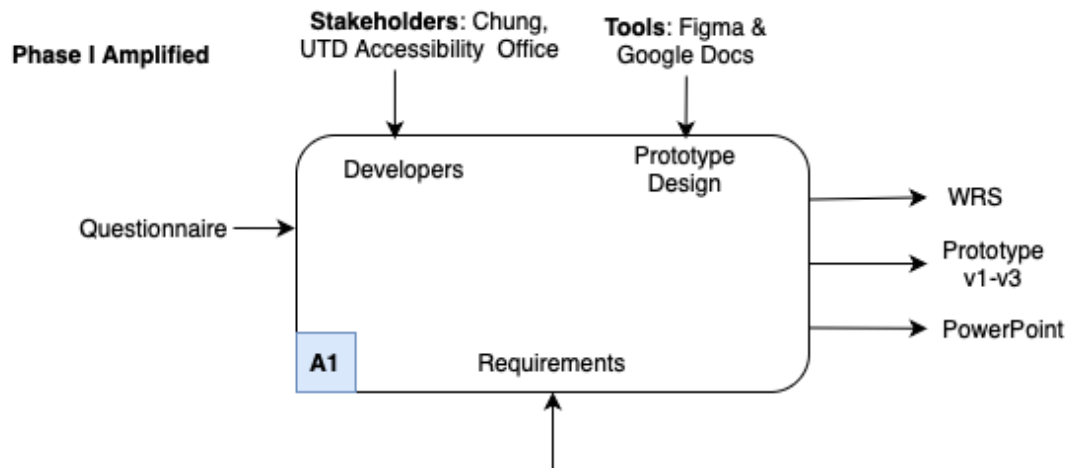 Phase I Amplified
Stakeholders: Chung,
UTD Accessibility Office
Tools: Figma &
Google Docs
Developers
Prototype
Design
Questionnaire
WRS
Prototype
v1-v3
PowerPoint
A1
Requirements